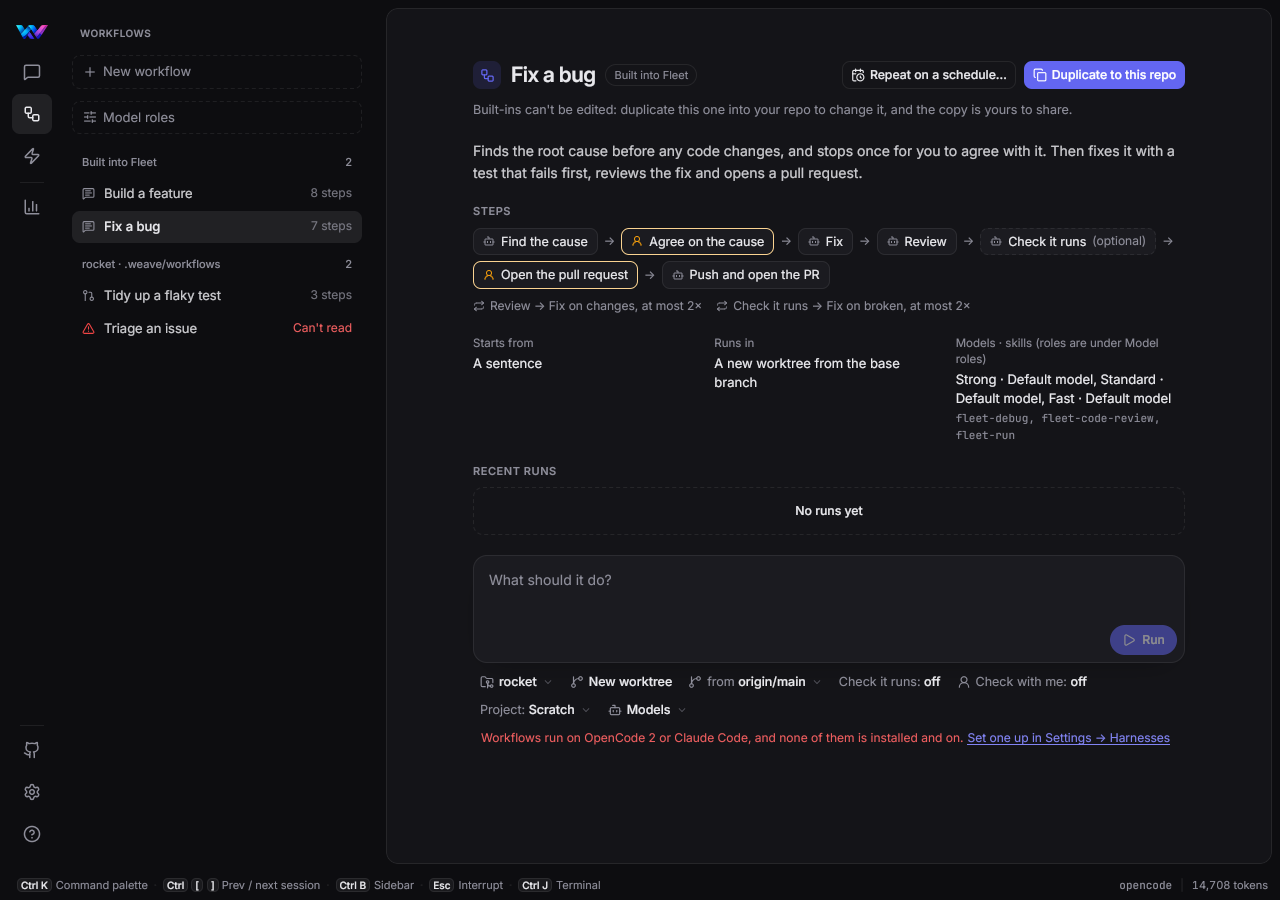 WORKFLOWS
New workflow
Model roles
Built into Fleet 2
Build a feature 8 steps
Fix a bug 7 steps
rocket · .weave/workflows 2
Tidy up a flaky test 3 steps
Triage an issue Can't read
Fix a bug Built into Fleet Repeat on a schedule... Duplicate to this repo
Built-ins can't be edited: duplicate this one into your repo to change it, and the copy is yours to share.
Finds the root cause before any code changes, and stops once for you to agree with it. Then fixes it with a
test that fails first, reviews the fix and opens a pull request.
STEPS
Find the cause → Agree on the cause → Fix → Review → Check it runs (optional) →
Open the pull request → Push and open the PR
Review → Fix on changes, at most 2× Check it runs → Fix on broken, at most 2×
Starts from
A sentence
Runs in
A new worktree from the base
branch
Models · skills (roles are under Model
roles)
Strong · Default model, Standard ·
Default model, Fast · Default model
fleet-debug, fleet-code-review,
fleet-run
RECENT RUNS
No runs yet
What should it do?
Run
rocket New worktree from origin/main Check it runs: off Check with me: off
Project: Scratch Models
Workflows run on OpenCode 2 or Claude Code, and none of them is installed and on. Set one up in Settings → Harnesses
Ctrl K Command palette · Ctrl [ ] Prev / next session · Ctrl B Sidebar · Esc Interrupt · Ctrl J Terminal opencode 14,708 tokens